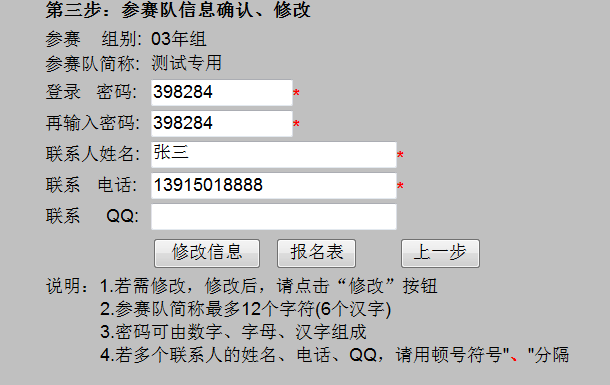 第三步：参赛队信息确认、修改
参赛 组别: 03年组
参赛队简称: 测试专用
登录 密码: 398284 *
再输入密码: 398284 *
联系人姓名: 张三 *
联系 电话: 13915018888 *
联系 QQ:
修改信息 报名表 上一步
说明：1.若需修改，修改后，请点击“修改”按钮
2.参赛队简称最多12个字符(6个汉字)
3.密码可由数字、字母、汉字组成
4.若多个联系人的姓名、电话、QQ，请用顿号符号"、"分隔